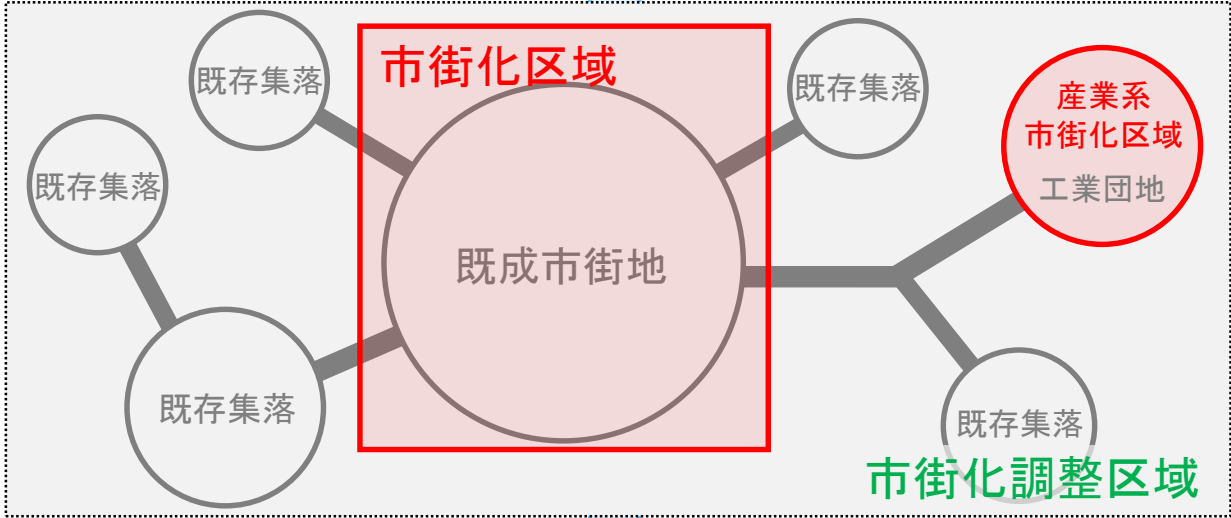 市街化区域
既存集落
既存集落
産業系
市街化区域
工業団地
既存集落
既成市街地
既存集落
既存集落
市街化調整区域